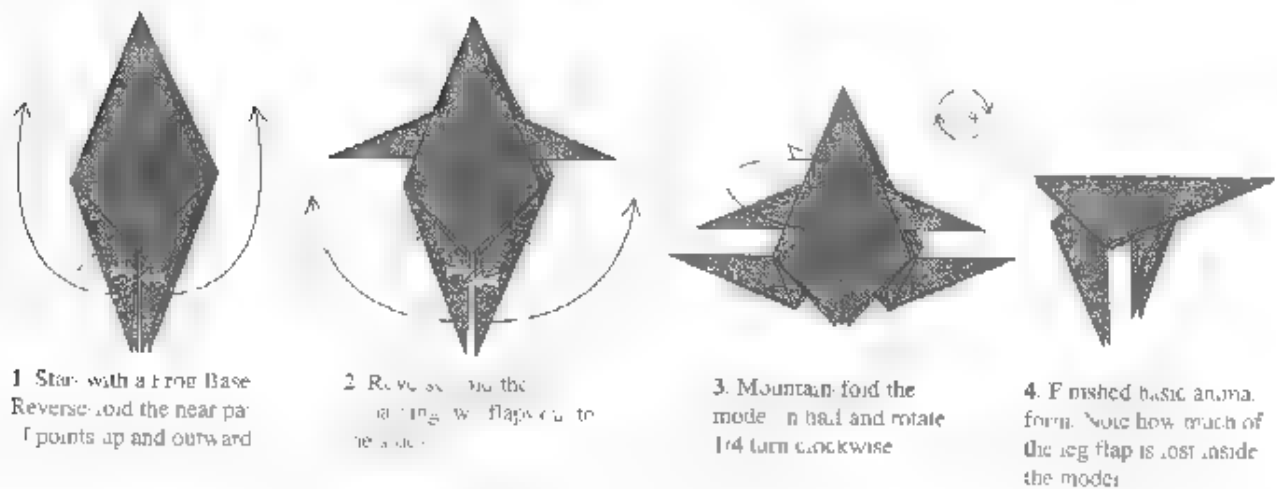 1 Start with a Frog Base
Reverse-fold the near pair
of points up and outward
2 Reverse the
flaps out to
3. Mountain-fold the
model in half and rotate
1/4 turn clockwise
4. Finished basic animal
form. Note how much of
the leg flap is lost inside
the model